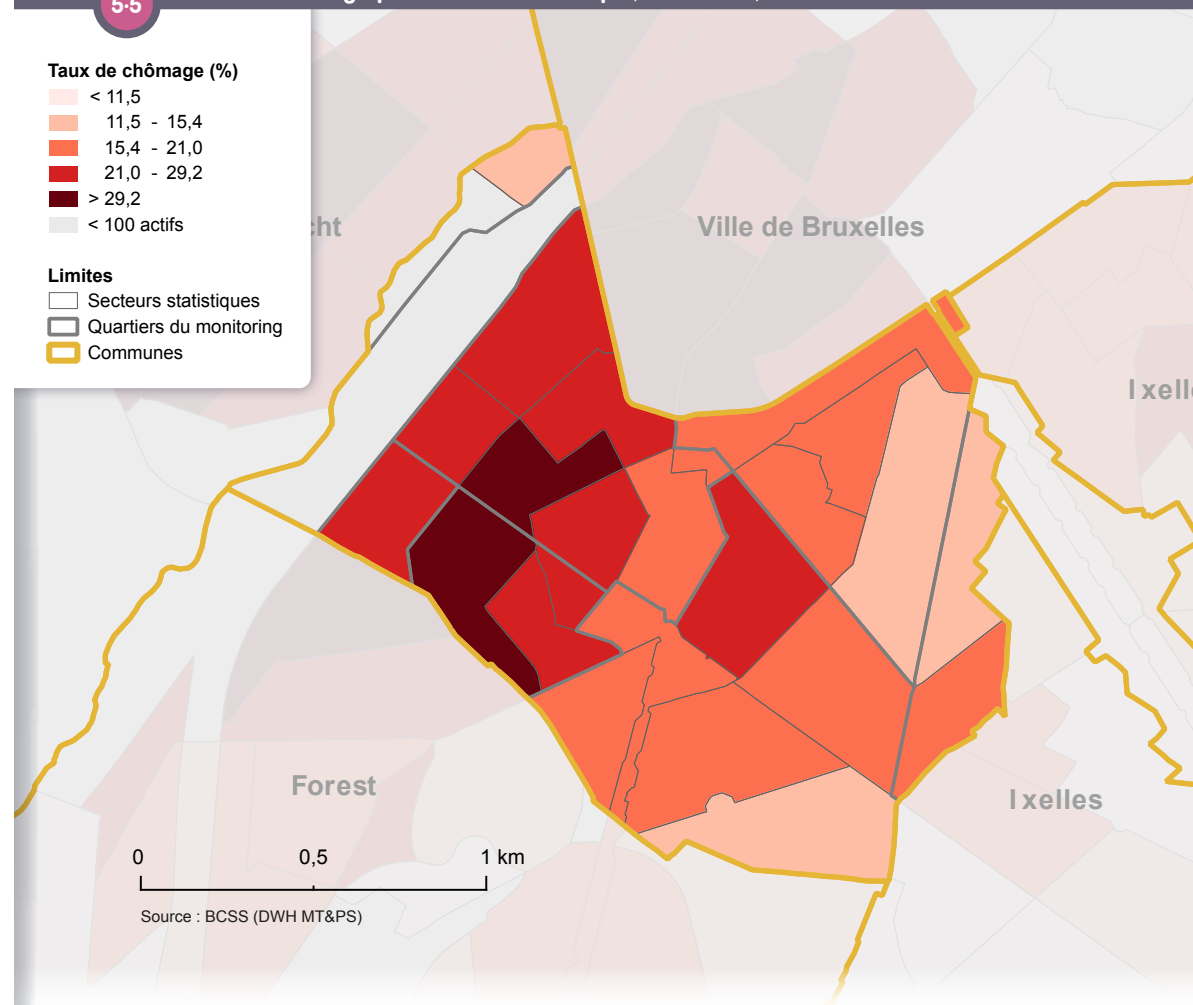 5·5
Taux de chômage (%)
< 11,5
11,5 - 15,4
15,4 - 21,0
21,0 - 29,2
> 29,2
< 100 actifs
Limites
Secteurs statistiques
Quartiers du monitoring
Communes
cht
Ville de Bruxelles
Ixelle
Forest
Ixelles
0 0,5 1 km
Source : BCSS (DWH MT&PS)